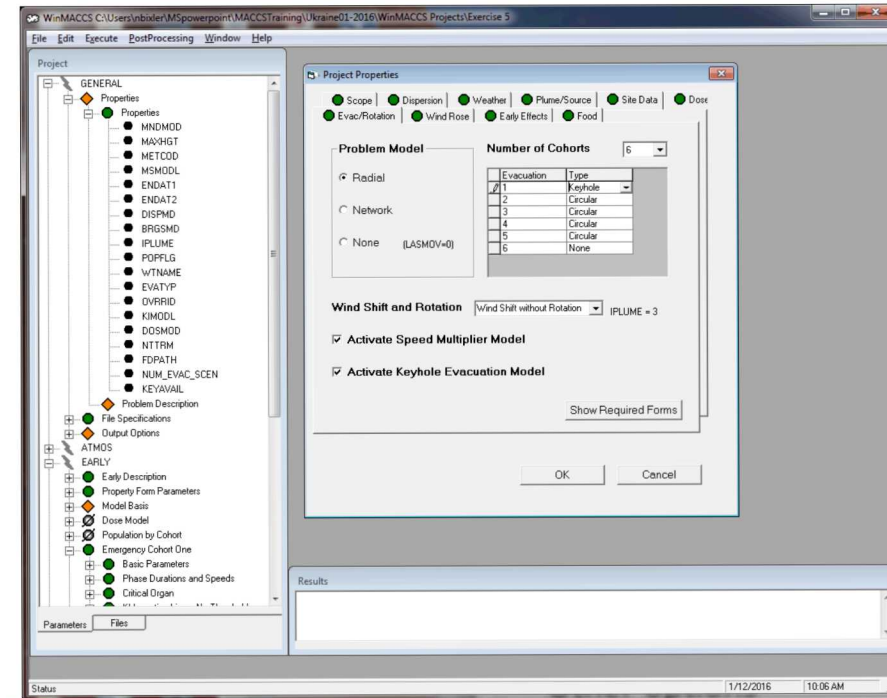 WinMACCS C:\Users\nbixler\MSpowerpoint\MACCSTraining\Ukraine01-2016\WinMACCS Projects\Exercise 5
File Edit Execute PostProcessing Window Help
Project
GENERAL
Properties
Properties
MNDMOD
MAXHGT
METCOD
MSMODL
ENDAT1
ENDAT2
DISPMD
BRGSMD
IPLUME
POPFLG
WTNAME
EVATYP
OVRRID
KIMODL
DOSMOD
NTTRM
FDPATH
NUM_EVAC_SCEN
KEYAVAIL
Problem Description
File Specifications
Output Options
ATMOS
EARLY
Early Description
Property Form Parameters
Model Basis
Dose Model
Population by Cohort
Emergency Cohort One
Basic Parameters
Phase Durations and Speeds
Critical Organ
Parameters Files
Project Properties
Scope Dispersion Weather Plume/Source Site Data Dose
Evac/Rotation Wind Rose Early Effects Food
Problem Model
Radial
Network
None (LASMOV=0)
Number of Cohorts 6
Evacuation Type
1 Keyhole
2 Circular
3 Circular
4 Circular
5 Circular
6 None
Wind Shift and Rotation Wind Shift without Rotation IPLUME = 3
Activate Speed Multiplier Model
Activate Keyhole Evacuation Model
Show Required Forms
OK Cancel
Results
Status 1/12/2016 10:06 AM